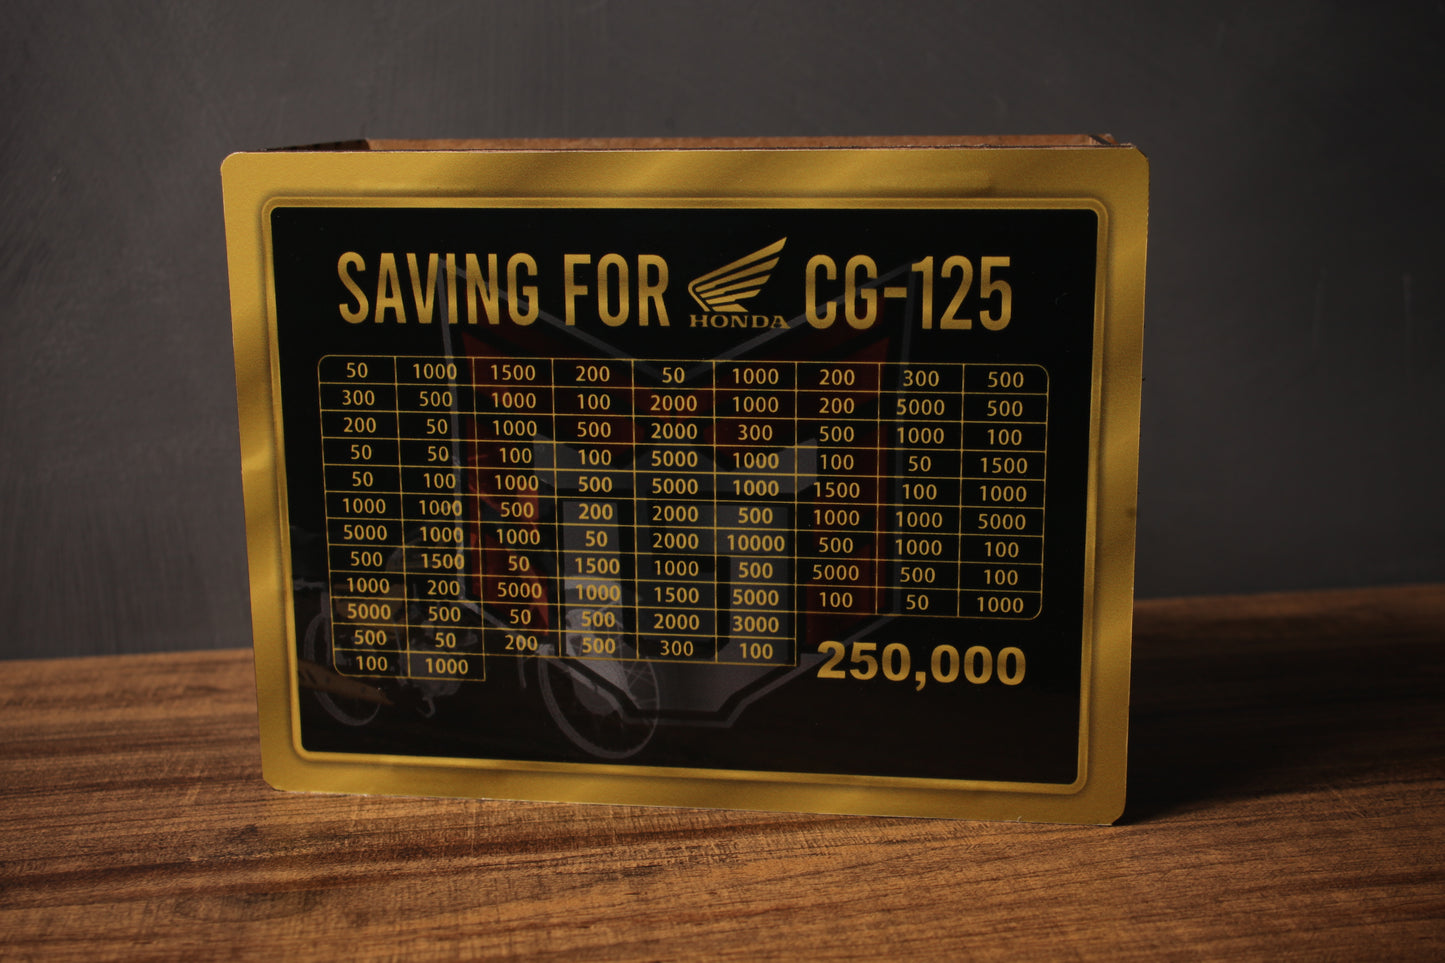 SAVING FOR HONDA CG-125
50 1000 1500 200 50 1000 200 300 500
300 500 1000 100 2000 1000 200 5000 500
200 50 1000 500 2000 300 500 1000 100
50 50 100 100 5000 1000 100 50 1500
50 100 1000 500 5000 1000 1500 100 1000
1000 1000 500 200 2000 500 1000 1000 5000
5000 1000 1000 50 2000 10000 500 1000 100
500 1500 50 1500 1000 500 5000 500 100
1000 200 5000 1000 1500 5000 100 50 1000
5000 500 50 500 2000 3000
500 50 200 500 300 100
100 1000
250,000